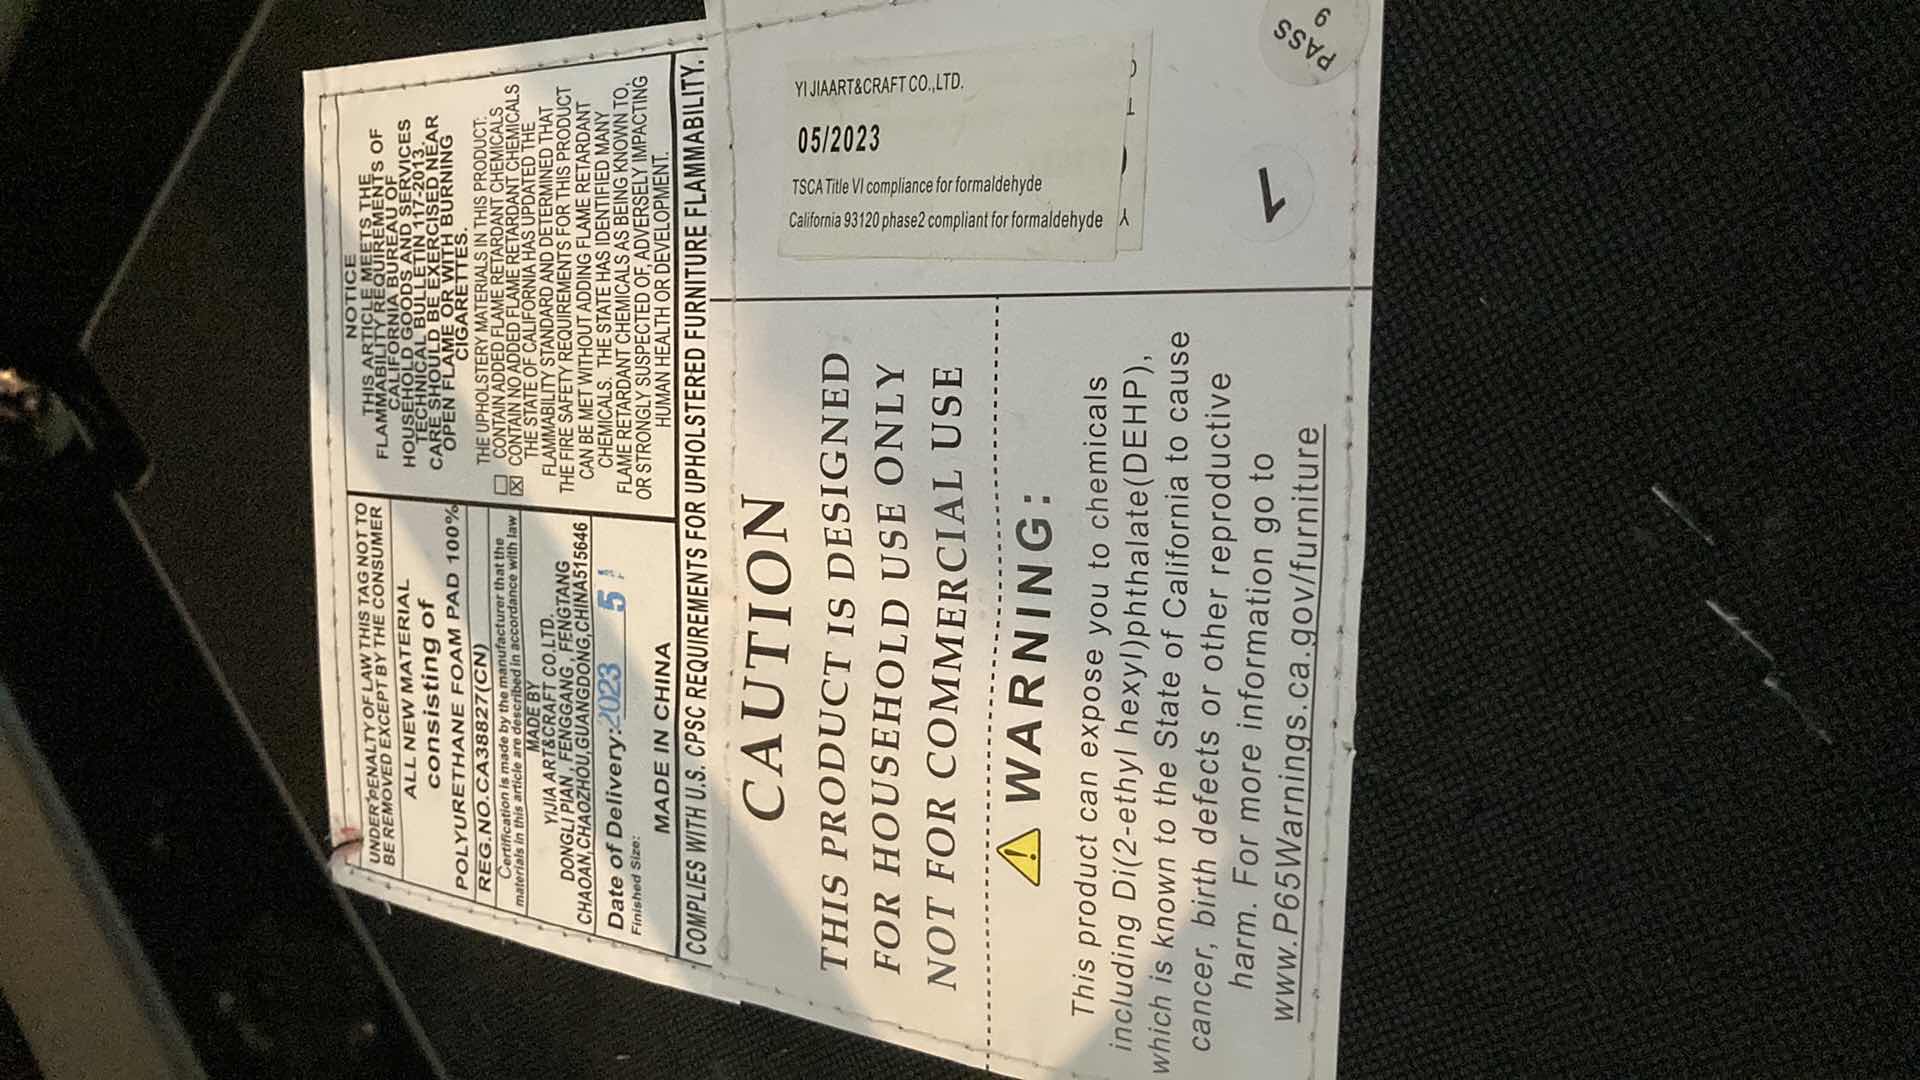 UNDER PENALTY OF LAW THIS TAG NOT TO
BE REMOVED EXCEPT BY THE CONSUMER
ALL NEW MATERIAL
consisting of
POLYURETHANE FOAM PAD 100%
REG.NO.CA38827(CN)
Certification is made by the manufacturer that the
materials in this article are described in accordance with law
MADE BY
YIJIA ART&CRAFT CO.LTD.
DONGLI PIAN, FENGGANG, FENGTANG
CHAOAN,CHAOZHOU,GUANGDONG,CHINA515646
Date of Delivery:2023 5
Finished Size:
MADE IN CHINA
NOTICE
THIS ARTICLE MEETS THE
FLAMMABILITY REQUIREMENTS OF
CALIFORNIA BUREAU OF
HOUSEHOLD GOODS AND SERVICES
TECHNICAL BULLETIN 117-2013.
CARE SHOULD BE EXERCISED NEAR
OPEN FLAME OR WITH BURNING
CIGARETTES.
THE UPHOLSTERY MATERIALS IN THIS PRODUCT:
☐ CONTAIN ADDED FLAME RETARDANT CHEMICALS
☒ CONTAIN NO ADDED FLAME RETARDANT CHEMICALS
THE STATE OF CALIFORNIA HAS UPDATED THE
FLAMMABILITY STANDARD AND DETERMINED THAT
THE FIRE SAFETY REQUIREMENTS FOR THIS PRODUCT
CAN BE MET WITHOUT ADDING FLAME RETARDANT
CHEMICALS. THE STATE HAS IDENTIFIED MANY
FLAME RETARDANT CHEMICALS AS BEING KNOWN TO,
OR STRONGLY SUSPECTED OF, ADVERSELY IMPACTING
HUMAN HEALTH OR DEVELOPMENT.
COMPLIES WITH U.S. CPSC REQUIREMENTS FOR UPHOLSTERED FURNITURE FLAMMABILITY.
CAUTION
THIS PRODUCT IS DESIGNED
FOR HOUSEHOLD USE ONLY
NOT FOR COMMERCIAL USE
WARNING:
This product can expose you to chemicals
including Di(2-ethyl hexyl)phthalate(DEHP),
which is known to the State of California to cause
cancer, birth defects or other reproductive
harm. For more information go to
www.P65Warnings.ca.gov/furniture
YI JIAART&CRAFT CO.,LTD.
05/2023
TSCA Title VI compliance for formaldehyde
California 93120 phase2 compliant for formaldehyde
PASS
9